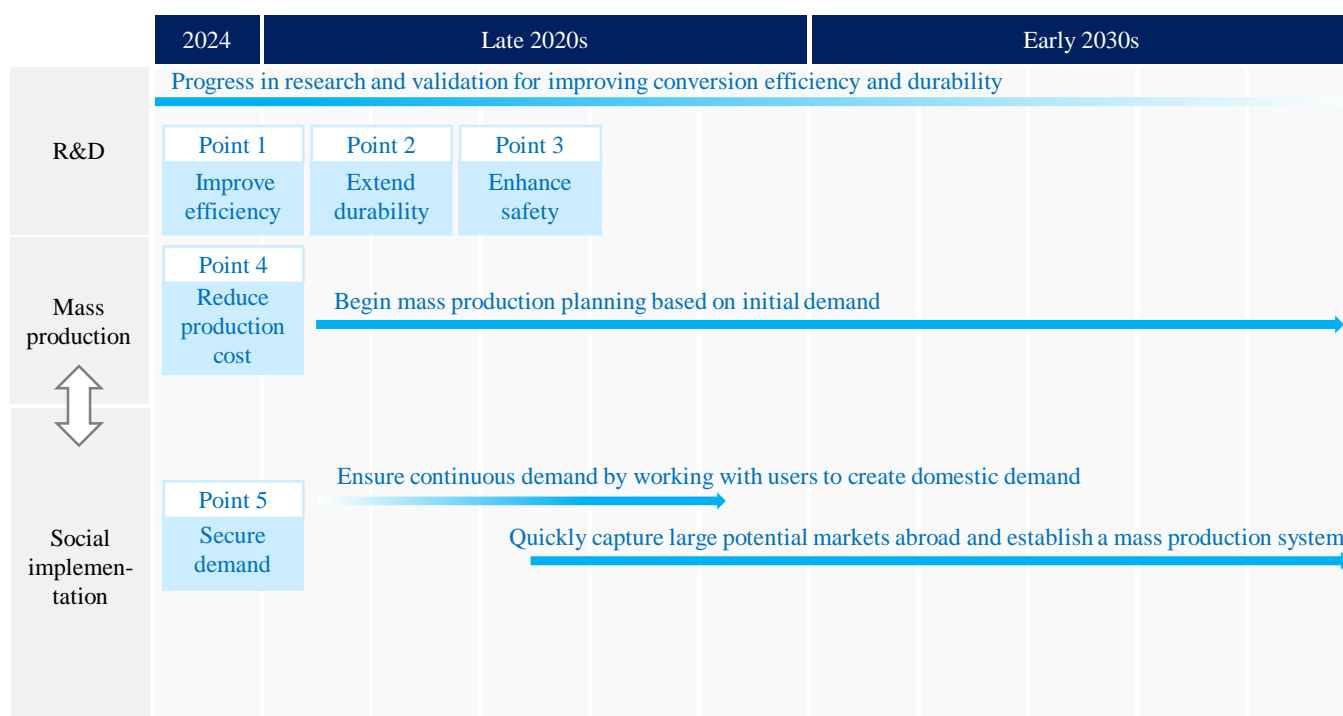 2024
Late 2020s
Early 2030s
R&D
Progress in research and validation for improving conversion efficiency and durability
Point 1
Improve
efficiency
Point 2
Extend
durability
Point 3
Enhance
safety
Mass
production
Point 4
Reduce
production
cost
Begin mass production planning based on initial demand
Social
implemen-
tation
Point 5
Secure
demand
Ensure continuous demand by working with users to create domestic demand
Quickly capture large potential markets abroad and establish a mass production system